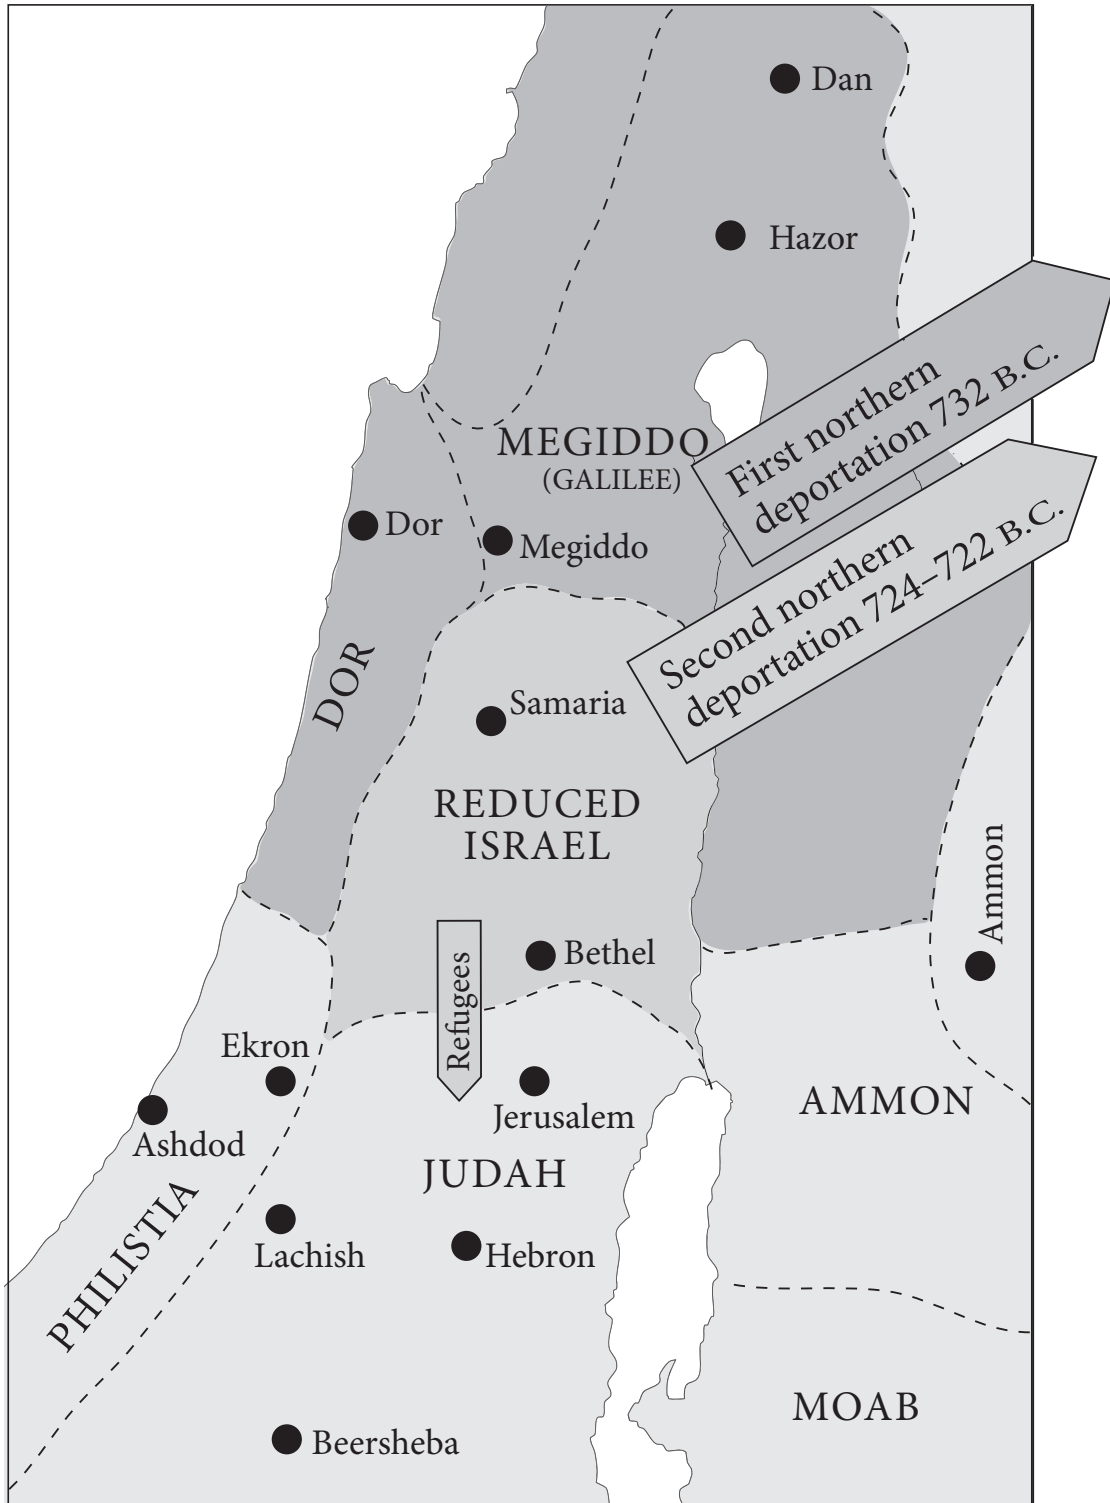 Dan
Hazor
First northern
deportation 732 B.C.
MEGIDDO
(GALILEE)
Dor
Megiddo
Second northern
deportation 724–722 B.C.
DOR
Samaria
REDUCED
ISRAEL
Ammon
Bethel
Refugees
Ekron
AMMON
Jerusalem
Ashdod
JUDAH
PHILISTIA
Lachish
Hebron
MOAB
Beersheba